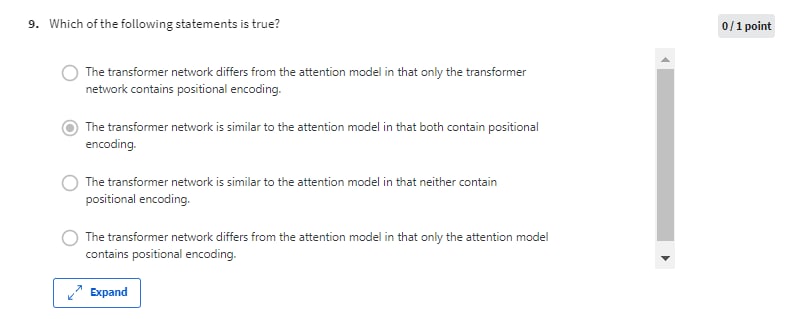 9. Which of the following statements is true?
0 / 1 point
The transformer network differs from the attention model in that only the transformer
network contains positional encoding.
The transformer network is similar to the attention model in that both contain positional
encoding.
The transformer network is similar to the attention model in that neither contain
positional encoding.
The transformer network differs from the attention model in that only the attention model
contains positional encoding.
Expand